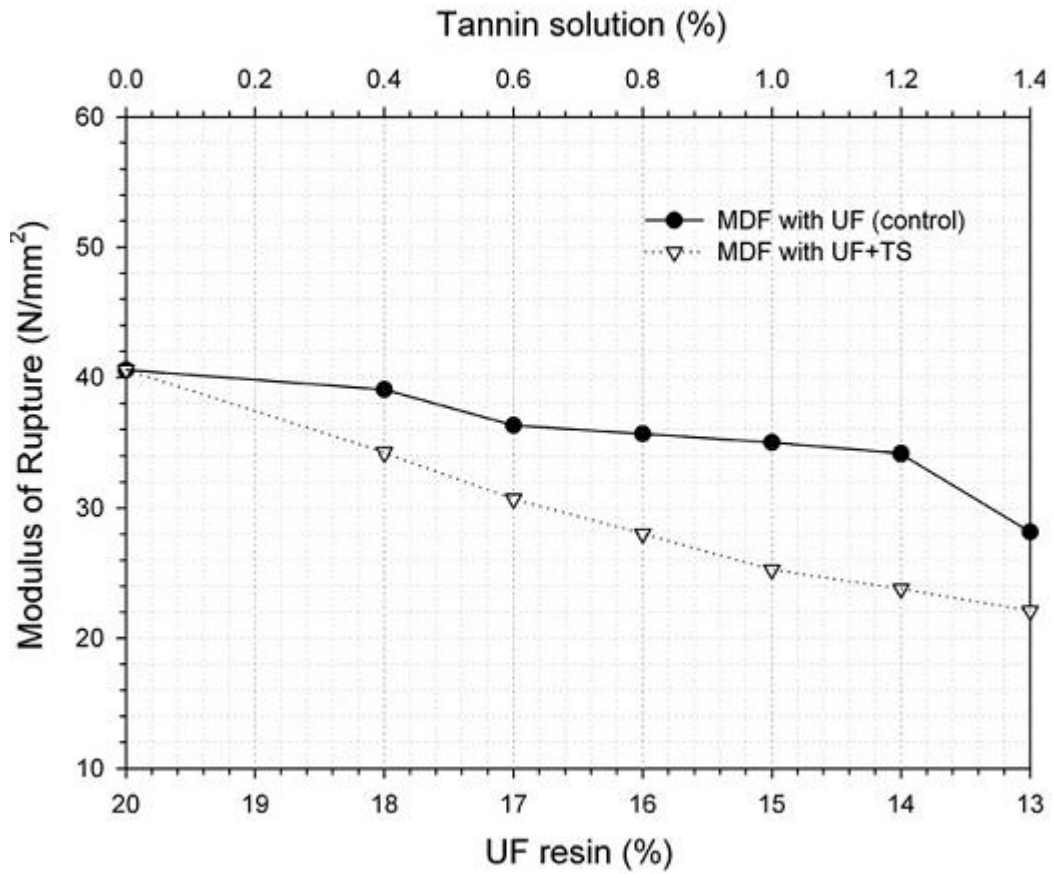 Tannin solution (%)
0.0 0.2 0.4 0.6 0.8 1.0 1.2 1.4
60
50
40
30
20
10
Modulus of Rupture (N/mm²)
MDF with UF (control)
MDF with UF+TS
20 19 18 17 16 15 14 13
UF resin (%)